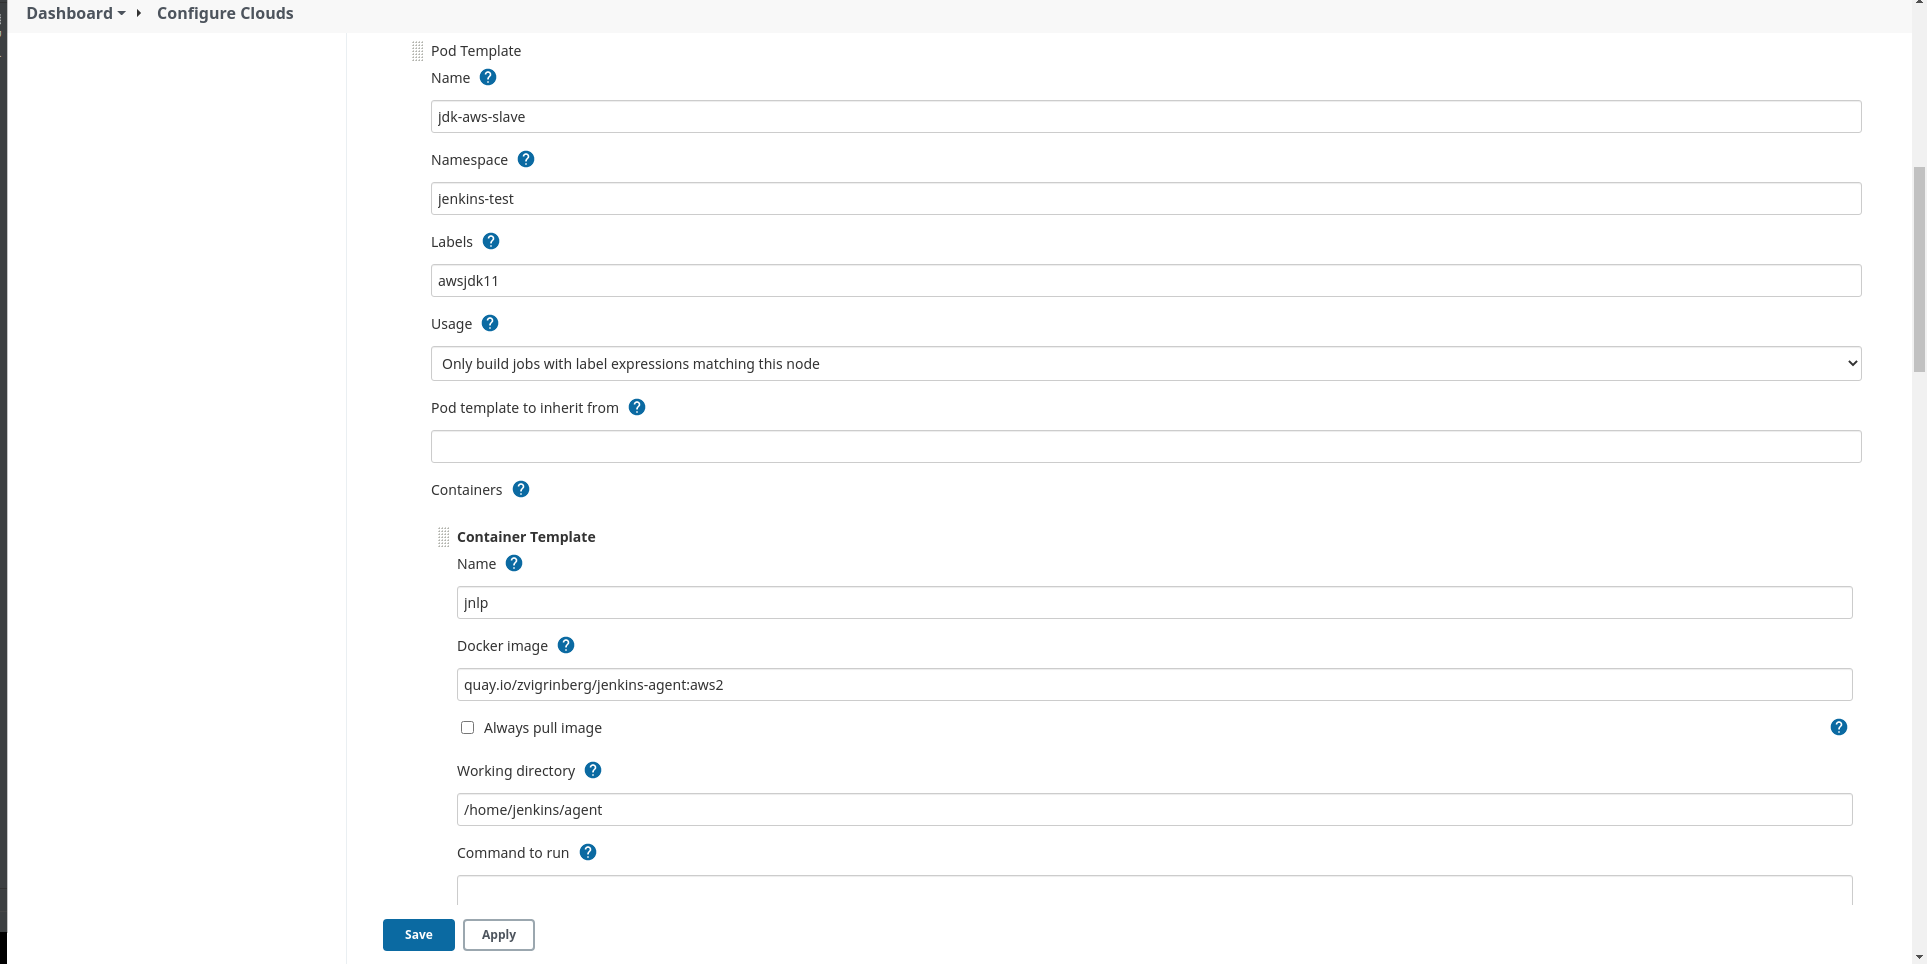 Dashboard Configure Clouds
Pod Template
Name ?
jdk-aws-slave
Namespace ?
jenkins-test
Labels ?
awsjdk11
Usage ?
Only build jobs with label expressions matching this node
Pod template to inherit from ?
Containers ?
Container Template
Name ?
jnlp
Docker image ?
quay.io/zvigrinberg/jenkins-agent:aws2
Always pull image ?
Working directory ?
/home/jenkins/agent
Command to run ?
Save Apply